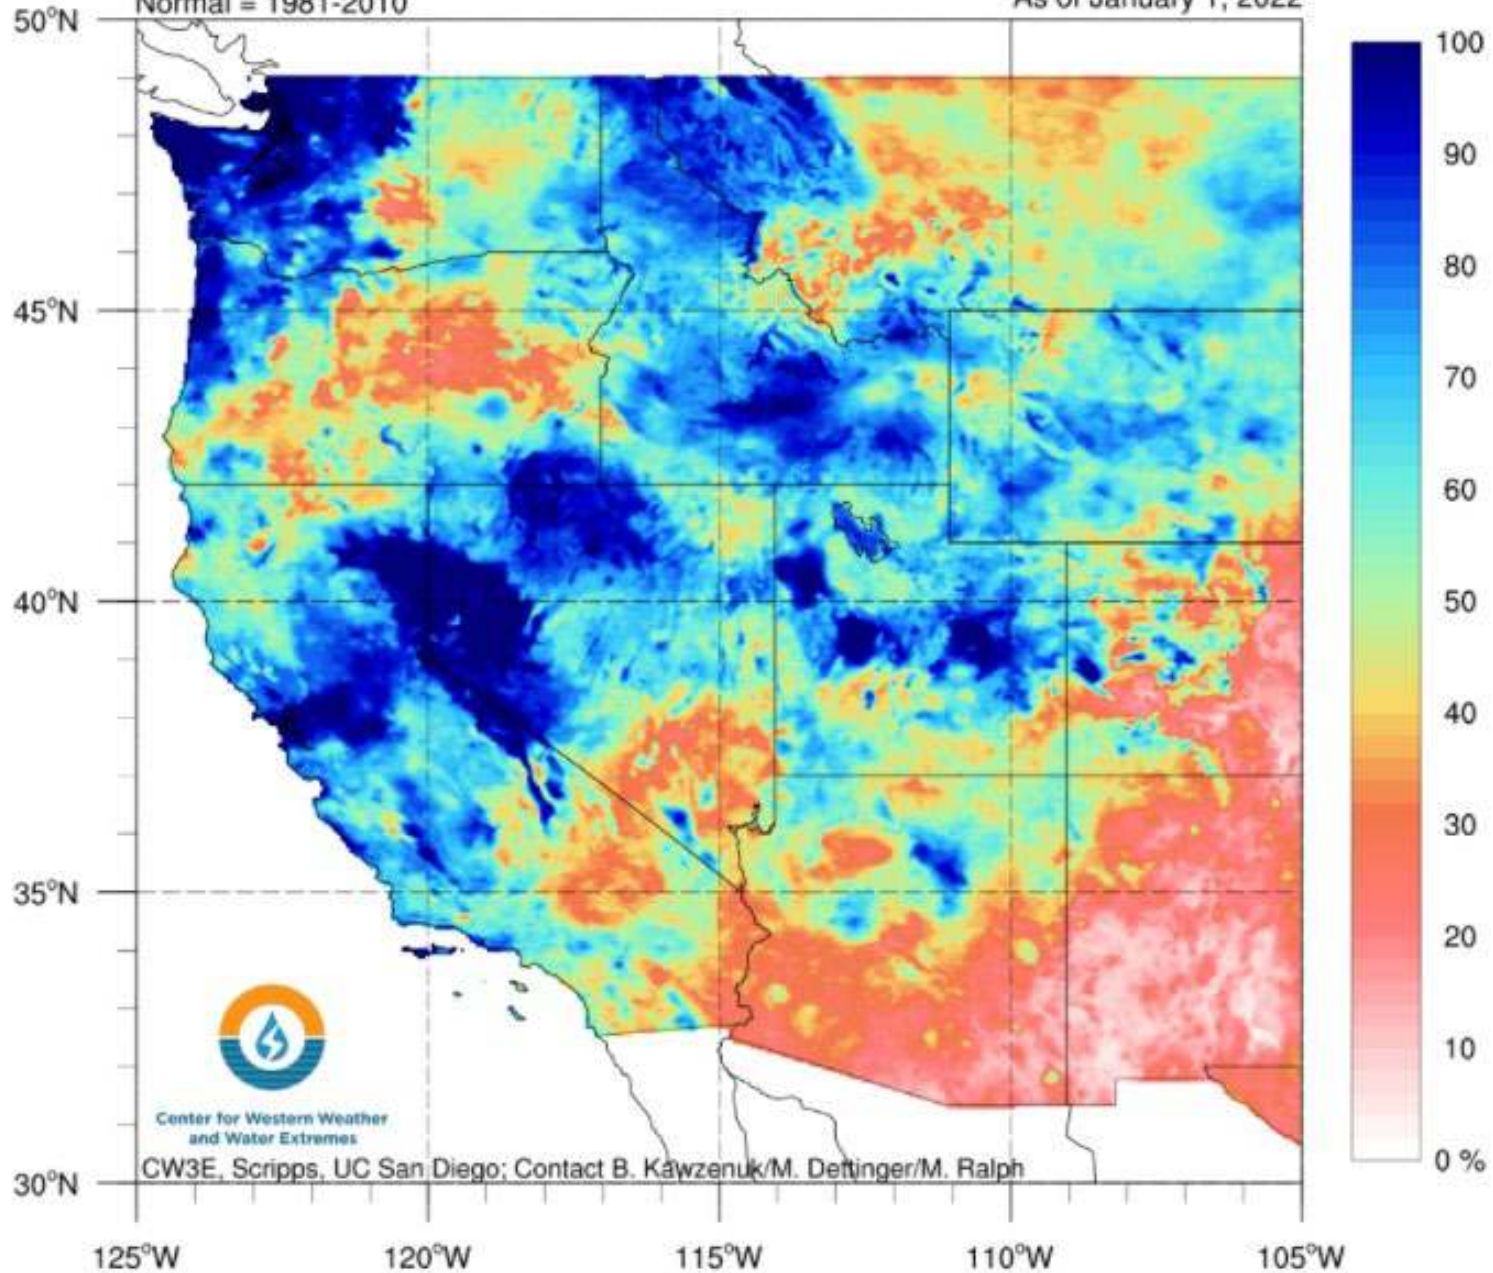 Normal = 1981-2010
As of January 1, 2022
50°N
45°N
40°N
35°N
30°N
125°W
120°W
115°W
110°W
105°W
100
90
80
70
60
50
40
30
20
10
0 %
Center for Western Weather
and Water Extremes
CW3E, Scripps, UC San Diego; Contact B. Kawzenuk/M. Dettinger/M. Ralph